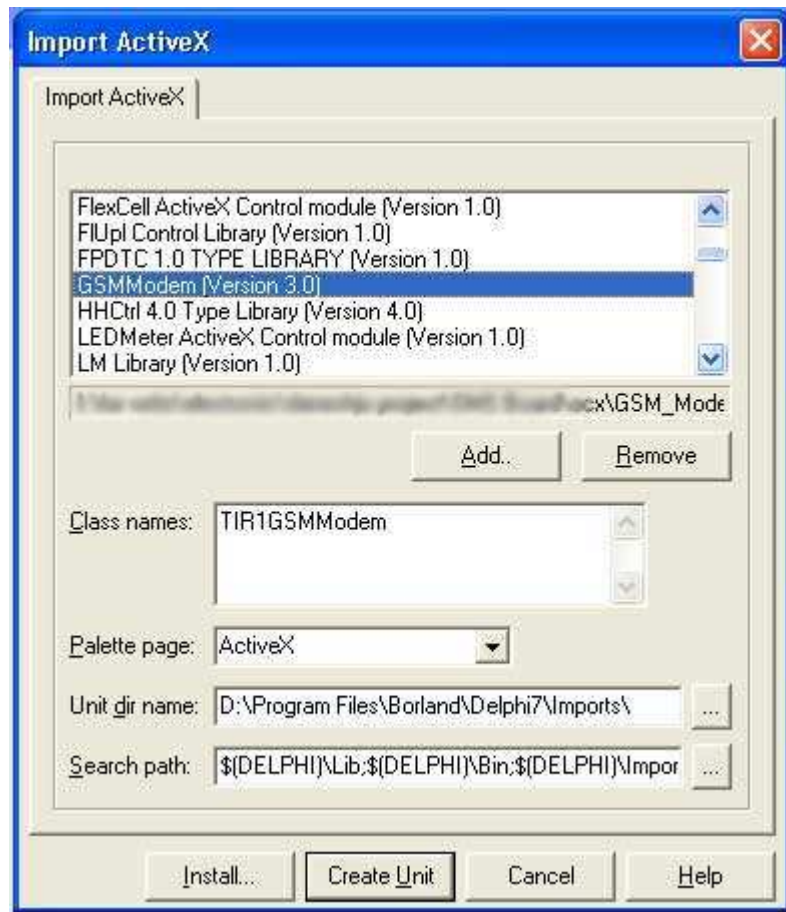 Import ActiveX
Import ActiveX
FlexCell ActiveX Control module (Version 1.0)
FlUpl Control Library (Version 1.0)
FPDTC 1.0 TYPE LIBRARY (Version 1.0)
GSMModem (Version 3.0)
HHCtrl 4.0 Type Library (Version 4.0)
LEDMeter ActiveX Control module (Version 1.0)
LM Library (Version 1.0)
cx\GSM_Mode
Add..
Remove
Class names:
TIR1GSMModem
Palette page:
ActiveX
Unit dir name:
D:\Program Files\Borland\Delphi7\Imports\
...
Search path:
$(DELPHI)\Lib;$(DELPHI)\Bin;$(DELPHI)\Impor
...
Install...
Create Unit
Cancel
Help